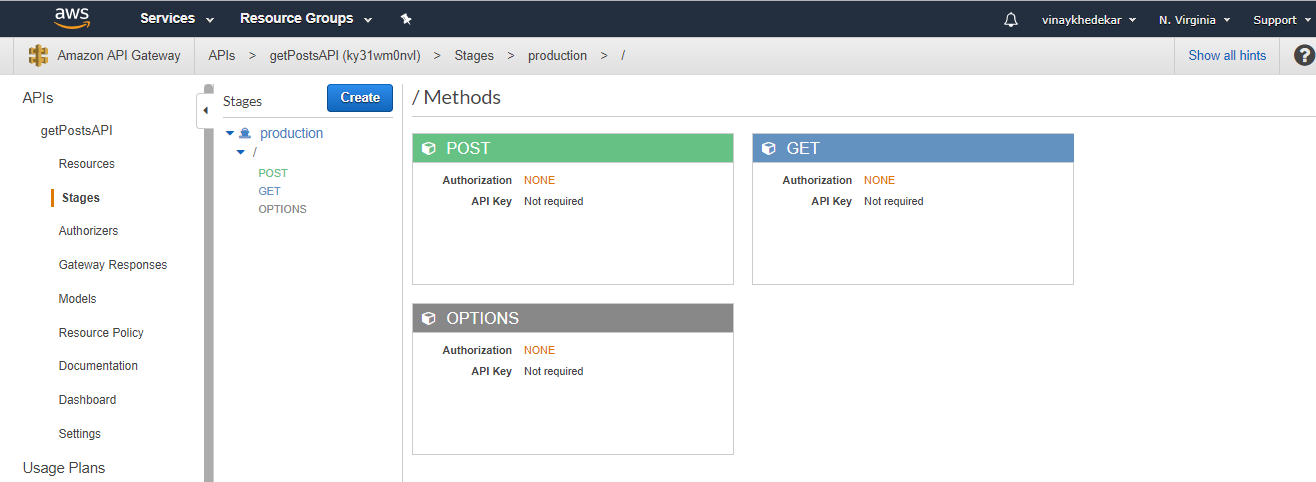 aws Services Resource Groups vinaykhedekar N. Virginia Support
Amazon API Gateway APIs > getPostsAPI (ky31wm0nvl) > Stages > production > / Show all hints ?
APIs
getPostsAPI
Resources
Stages
Authorizers
Gateway Responses
Models
Resource Policy
Documentation
Dashboard
Settings
Usage Plans
Stages Create
production
/
POST
GET
OPTIONS
/ Methods
POST
Authorization NONE
API Key Not required
GET
Authorization NONE
API Key Not required
OPTIONS
Authorization NONE
API Key Not required